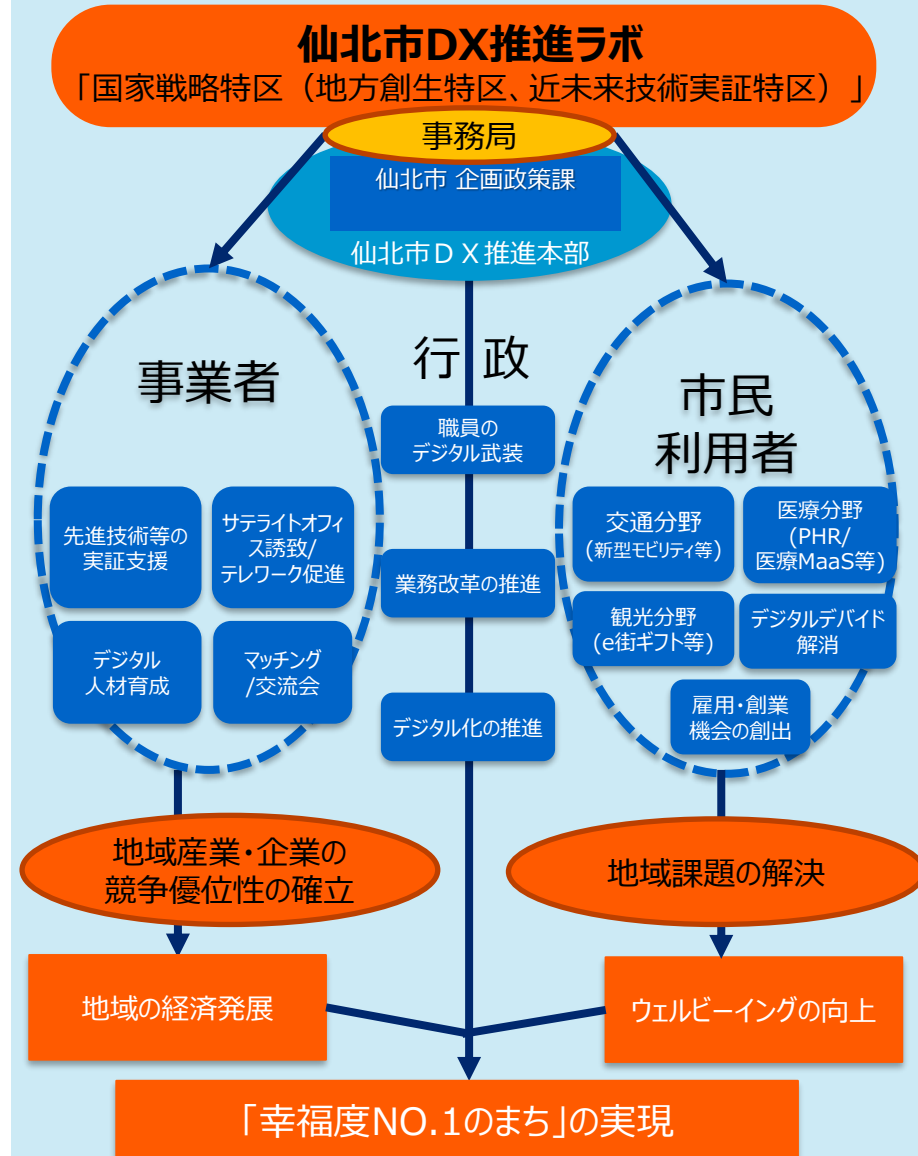 仙北市DX推進ラボ
「国家戦略特区（地方創生特区、近未来技術実証特区）」
事務局
仙北市 企画政策課
仙北市ＤＸ推進本部
事業者
先進技術等の
実証支援
サテライトオフィ
ス誘致/
テレワーク促進
デジタル
人材育成
マッチング
/交流会
行 政
職員の
デジタル武装
業務改革の推進
デジタル化の推進
市民
利用者
交通分野
(新型モビリティ等)
医療分野
(PHR/
医療MaaS等)
観光分野
(e街ギフト等)
デジタルデバイド
解消
雇用・創業
機会の創出
地域産業・企業の
競争優位性の確立
地域課題の解決
地域の経済発展
ウェルビーイングの向上
「幸福度NO.1のまち」の実現